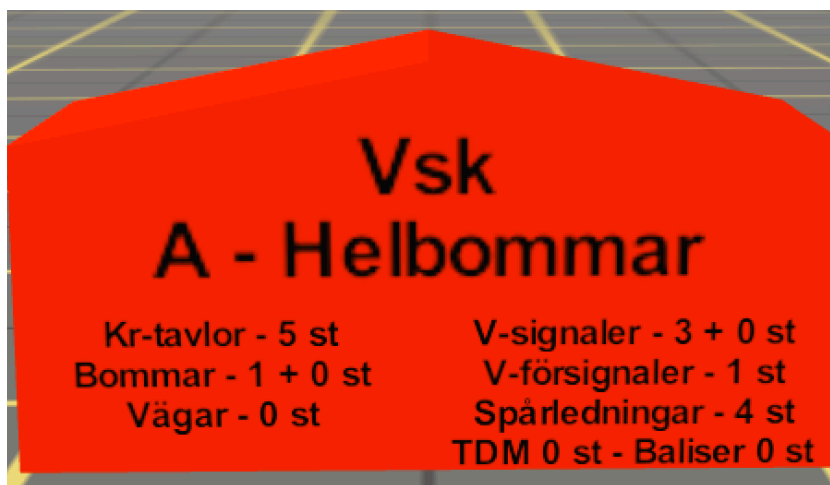 Vsk
A - Helbommar
Kr-tavlor - 5 st
Bommar - 1 + 0 st
Vägar - 0 st
V-signaler - 3 + 0 st
V-försignaler - 1 st
Spårledningar - 4 st
TDM 0 st - Baliser 0 st